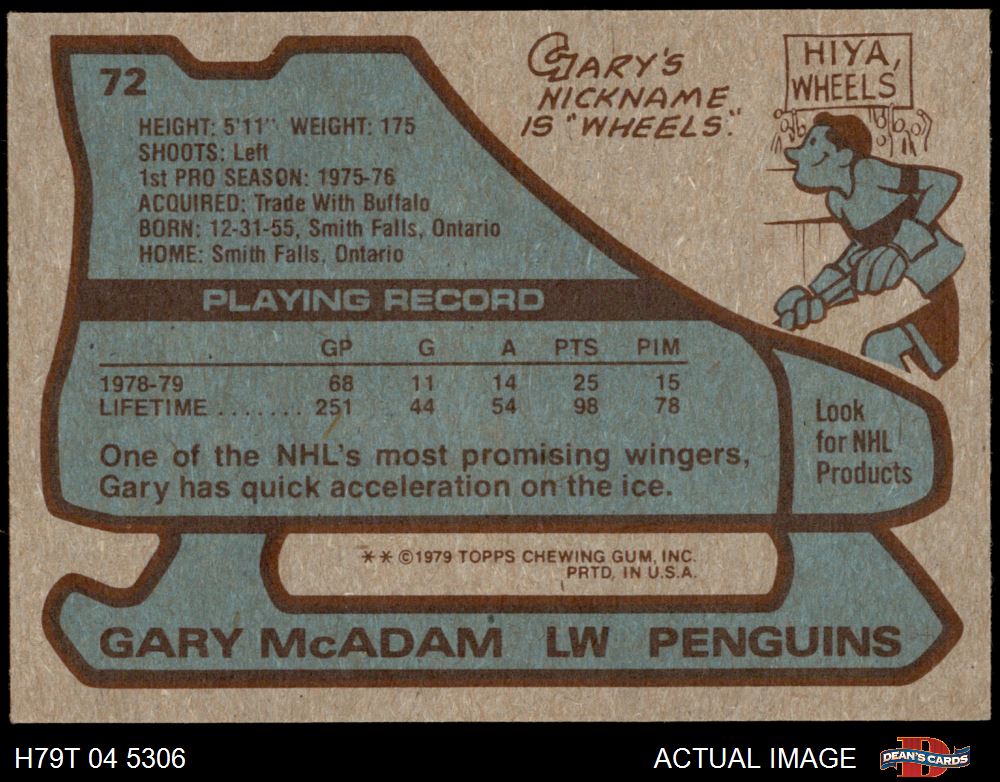 72
HEIGHT: 5'11" WEIGHT: 175
SHOOTS: Left
1st PRO SEASON: 1975-76
ACQUIRED: Trade With Buffalo
BORN: 12-31-55, Smith Falls, Ontario
HOME: Smith Falls, Ontario
GARY'S
NICKNAME
IS "WHEELS."
HIYA,
WHEELS
PLAYING RECORD
GP G A PTS PIM
1978-79 68 11 14 25 15
LIFETIME ........ 251 44 54 98 78
One of the NHL's most promising wingers,
Gary has quick acceleration on the ice.
Look
for NHL
Products
** ©1979 TOPPS CHEWING GUM, INC.
PRTD. IN U.S.A.
GARY McADAM LW PENGUINS
H79T 04 5306
ACTUAL IMAGE
DEAN'S CARDS